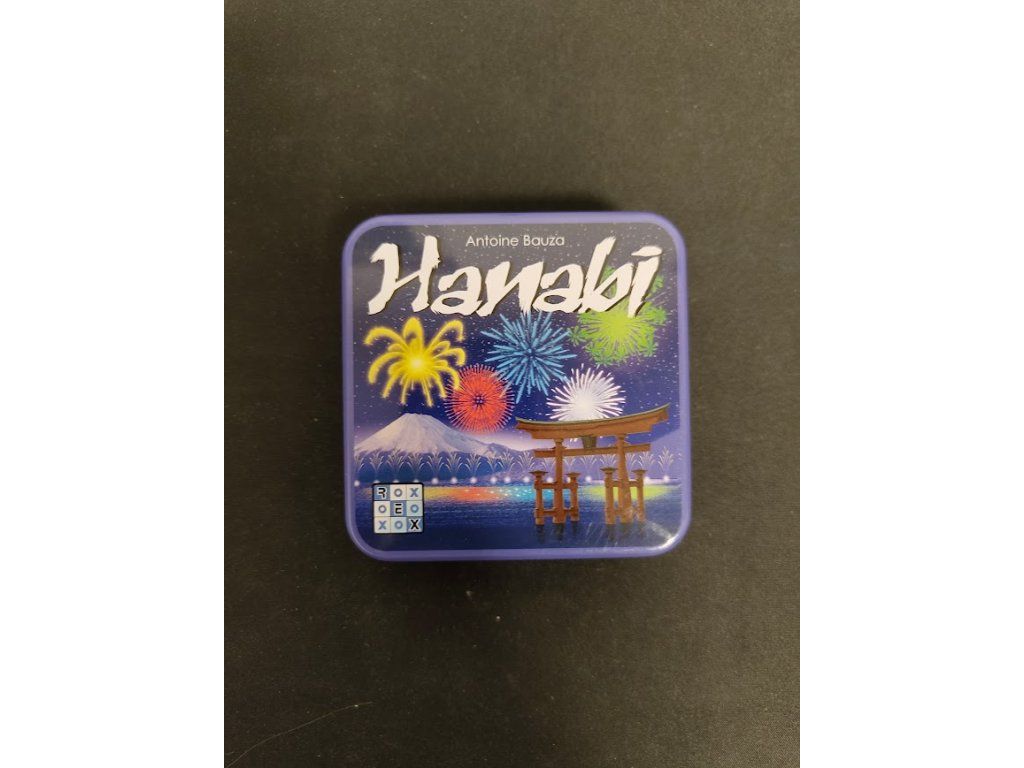 Antoine Bauza
Hanabi
R O X
O E O
X O X